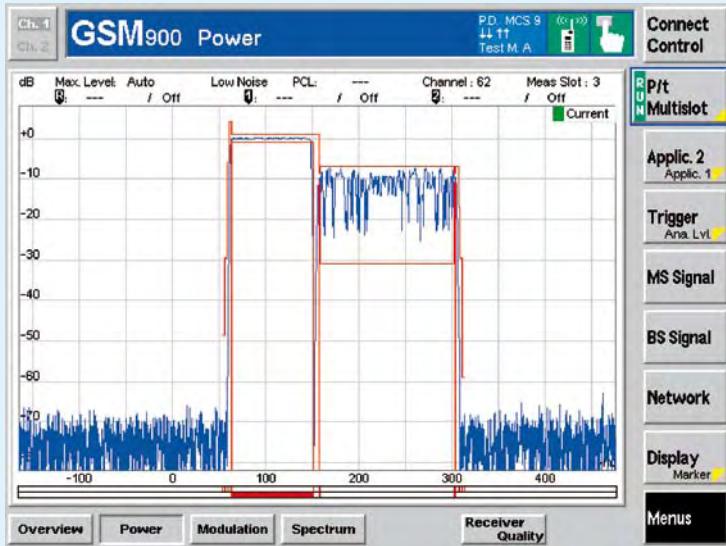 Ch. 1
Ch. 2
GSM900 Power
P.D. MCS 9
↓↓ ↑↑
Test M. A
Connect
Control
dB Max. Level: Auto Low Noise PCL: --- Channel : 62 Meas Slot : 3
R: --- / Off 1: --- / Off 2: --- / Off
Current
+0
-10
-20
-30
-40
-50
-60
-70
-100 0 100 200 300 400
RUN
P/t
Multislot
Applic. 2
Applic. 1
Trigger
Ana. Lvl.
MS Signal
BS Signal
Network
Display
Marker
Menus
Overview Power Modulation Spectrum Receiver
Quality